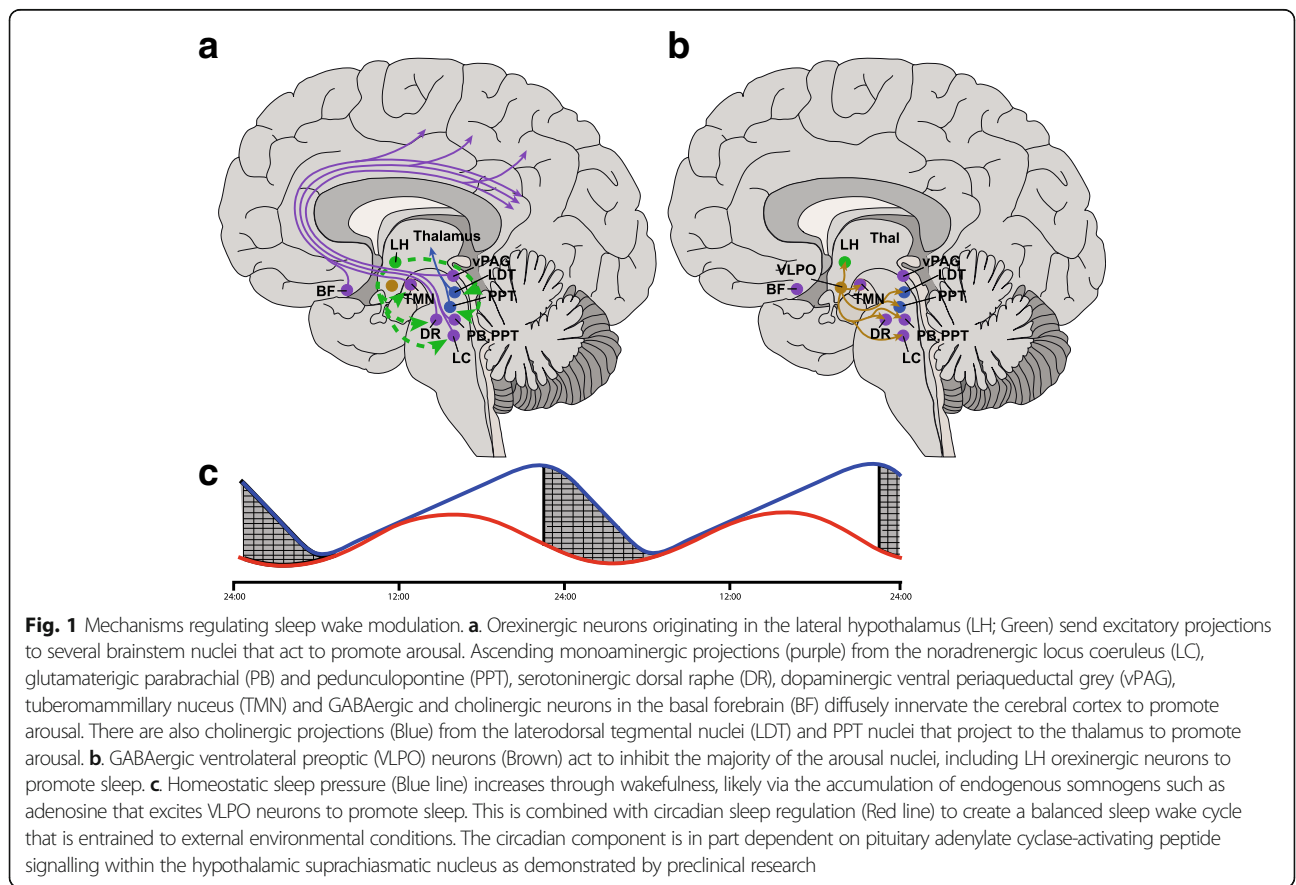 a
b
LH
Thalamus
vPAG
LDT
BF
TMN
PPT
DR
PB,PPT
LC
LH
Thal
VLPO
vPAG
LDT
BF
TMN
PPT
DR
PB,PPT
LC
c
24:00 12:00 24:00 12:00 24:00
Fig. 1 Mechanisms regulating sleep wake modulation. a. Orexinergic neurons originating in the lateral hypothalamus (LH; Green) send excitatory projections
to several brainstem nuclei that act to promote arousal. Ascending monoaminergic projections (purple) from the noradrenergic locus coeruleus (LC),
glutamaterigic parabrachial (PB) and pedunculopontine (PPT), serotoninergic dorsal raphe (DR), dopaminergic ventral periaqueductal grey (vPAG),
tuberomammillary nuceus (TMN) and GABAergic and cholinergic neurons in the basal forebrain (BF) diffusely innervate the cerebral cortex to promote
arousal. There are also cholinergic projections (Blue) from the laterodorsal tegmental nuclei (LDT) and PPT nuclei that project to the thalamus to promote
arousal. b. GABAergic ventrolateral preoptic (VLPO) neurons (Brown) act to inhibit the majority of the arousal nuclei, including LH orexinergic neurons to
promote sleep. c. Homeostatic sleep pressure (Blue line) increases through wakefulness, likely via the accumulation of endogenous somnogens such as
adenosine that excites VLPO neurons to promote sleep. This is combined with circadian sleep regulation (Red line) to create a balanced sleep wake cycle
that is entrained to external environmental conditions. The circadian component is in part dependent on pituitary adenylate cyclase-activating peptide
signalling within the hypothalamic suprachiasmatic nucleus as demonstrated by preclinical research